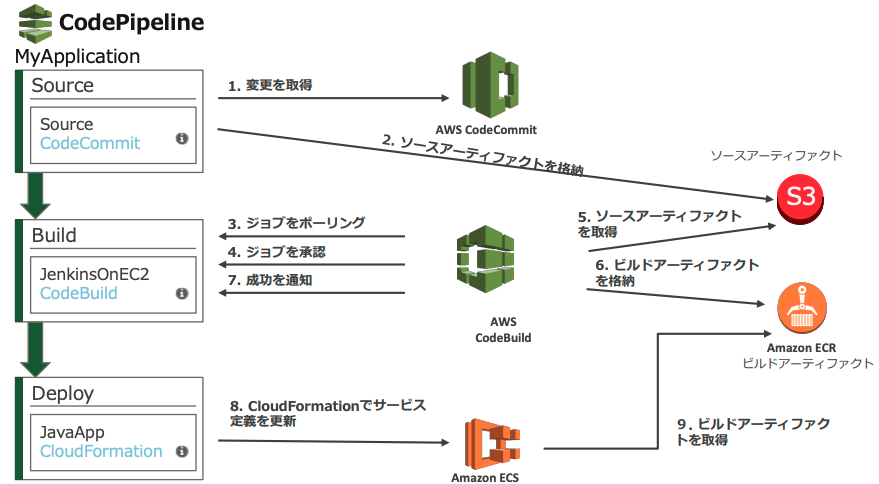 CodePipeline
MyApplication
Source
Source
CodeCommit
1. 変更を取得
AWS CodeCommit
2. ソースアーティファクトを格納
ソースアーティファクト
S3
Build
JenkinsOnEC2
CodeBuild
3. ジョブをポーリング
4. ジョブを承認
7. 成功を通知
AWS
CodeBuild
5. ソースアーティファクト
を取得
6. ビルドアーティファクト
を格納
Amazon ECR
ビルドアーティファクト
Deploy
JavaApp
CloudFormation
8. CloudFormationでサービス
定義を更新
Amazon ECS
9. ビルドアーティファク
トを取得